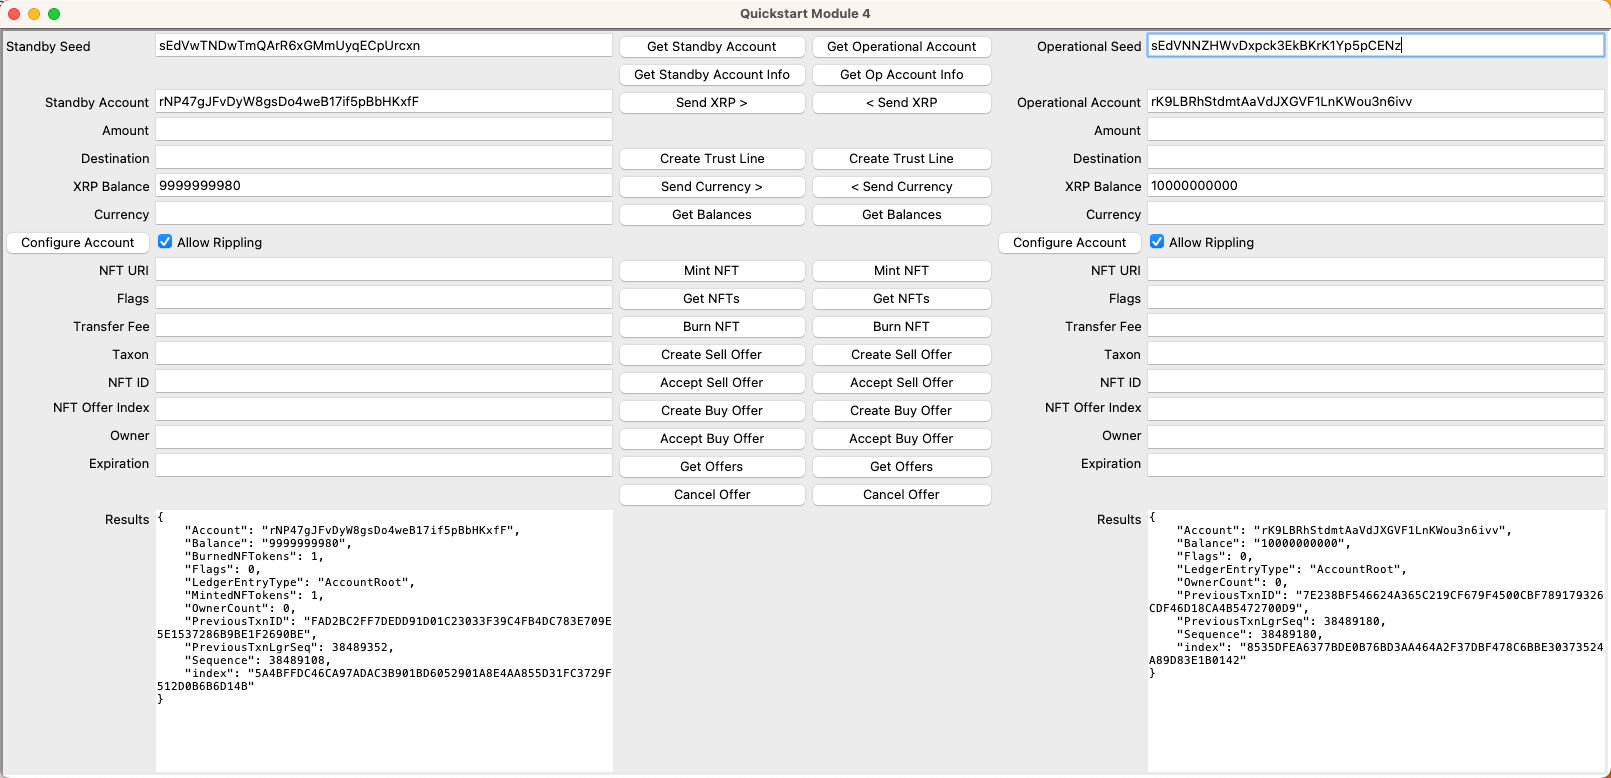 Quickstart Module 4
Standby Seed sEdVwTNDwTmQArR6xGMmUyqECpUrcxn Get Standby Account Get Operational Account Operational Seed sEdVNNZHWvDxpck3EkBKrK1Yp5pCENz
Get Standby Account Info Get Op Account Info
Standby Account rNP47gJFvDyW8gsDo4weB17if5pBbHKxfF Send XRP > < Send XRP Operational Account rK9LBRhStdmtAaVdJXGVF1LnKWou3n6ivv
Amount Amount
Destination Create Trust Line Create Trust Line Destination
XRP Balance 9999999980 Send Currency > < Send Currency XRP Balance 10000000000
Currency Get Balances Get Balances Currency
Configure Account Allow Rippling Configure Account Allow Rippling
NFT URI Mint NFT Mint NFT NFT URI
Flags Get NFTs Get NFTs Flags
Transfer Fee Burn NFT Burn NFT Transfer Fee
Taxon Create Sell Offer Create Sell Offer Taxon
NFT ID Accept Sell Offer Accept Sell Offer NFT ID
NFT Offer Index Create Buy Offer Create Buy Offer NFT Offer Index
Owner Accept Buy Offer Accept Buy Offer Owner
Expiration Get Offers Get Offers Expiration
Cancel Offer Cancel Offer
Results
{
"Account": "rNP47gJFvDyW8gsDo4weB17if5pBbHKxfF",
"Balance": "9999999980",
"BurnedNFTokens": 1,
"Flags": 0,
"LedgerEntryType": "AccountRoot",
"MintedNFTokens": 1,
"OwnerCount": 0,
"PreviousTxnID": "FAD2BC2FF7DEDD91D01C23033F39C4FB4DC783E709E
5E1537286B9BE1F2690BE",
"PreviousTxnLgrSeq": 38489352,
"Sequence": 38489108,
"index": "5A4BFFDC46CA97ADAC3B901BD6052901A8E4AA855D31FC3729F
512D0B6B6D14B"
}
Results
{
"Account": "rK9LBRhStdmtAaVdJXGVF1LnKWou3n6ivv",
"Balance": "10000000000",
"Flags": 0,
"LedgerEntryType": "AccountRoot",
"OwnerCount": 0,
"PreviousTxnID": "7E238BF546624A365C219CF679F4500CBF789179326
CDF46D18CA4B5472700D9",
"PreviousTxnLgrSeq": 38489180,
"Sequence": 38489180,
"index": "8535DFEA6377BDE0B76BD3AA464A2F37DBF478C6BBE30373524
A89D83E1B0142"
}